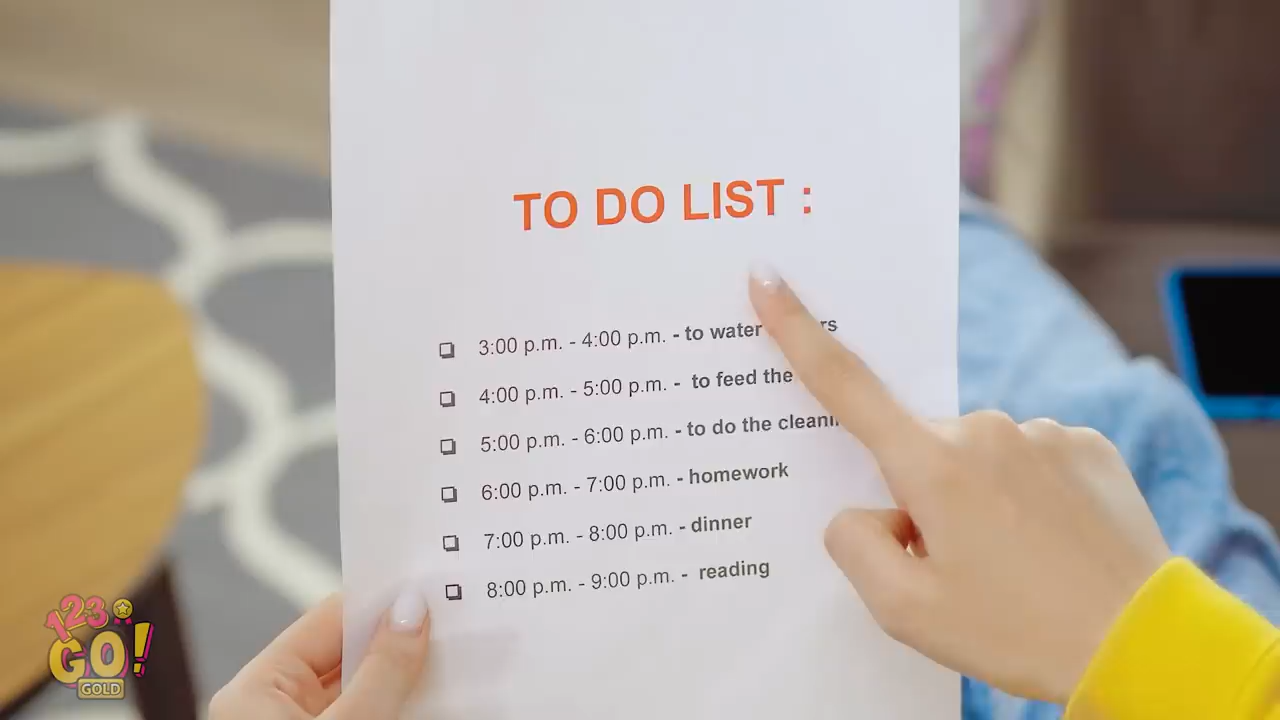 TO DO LIST :
3:00 p.m. - 4:00 p.m. - to water
4:00 p.m. - 5:00 p.m. - to feed the
5:00 p.m. - 6:00 p.m. - to do the
6:00 p.m. - 7:00 p.m. - homework
7:00 p.m. - 8:00 p.m. - dinner
8:00 p.m. - 9:00 p.m. - reading
123
GO!
GOLD